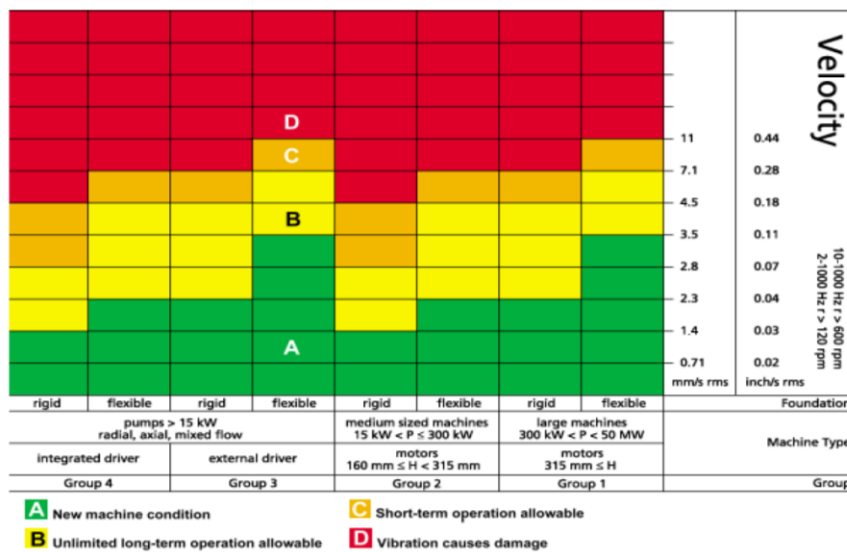 D
C
B
A
Velocity
10-1000 Hz r > 600 rpm
2-1000 Hz r > 120 rpm
11 0.44
7.1 0.28
4.5 0.18
3.5 0.11
2.8 0.07
2.3 0.04
1.4 0.03
0.71 0.02
mm/s rms inch/s rms
rigid flexible rigid flexible rigid flexible rigid flexible Foundation
pumps > 15 kW
radial, axial, mixed flow
medium sized machines
15 kW < P ≤ 300 kW
large machines
300 kW < P < 50 MW
Machine Type
integrated driver external driver
motors
160 mm ≤ H < 315 mm
motors
315 mm ≤ H
Group 4 Group 3 Group 2 Group 1 Group
A New machine condition
C Short-term operation allowable
B Unlimited long-term operation allowable
D Vibration causes damage